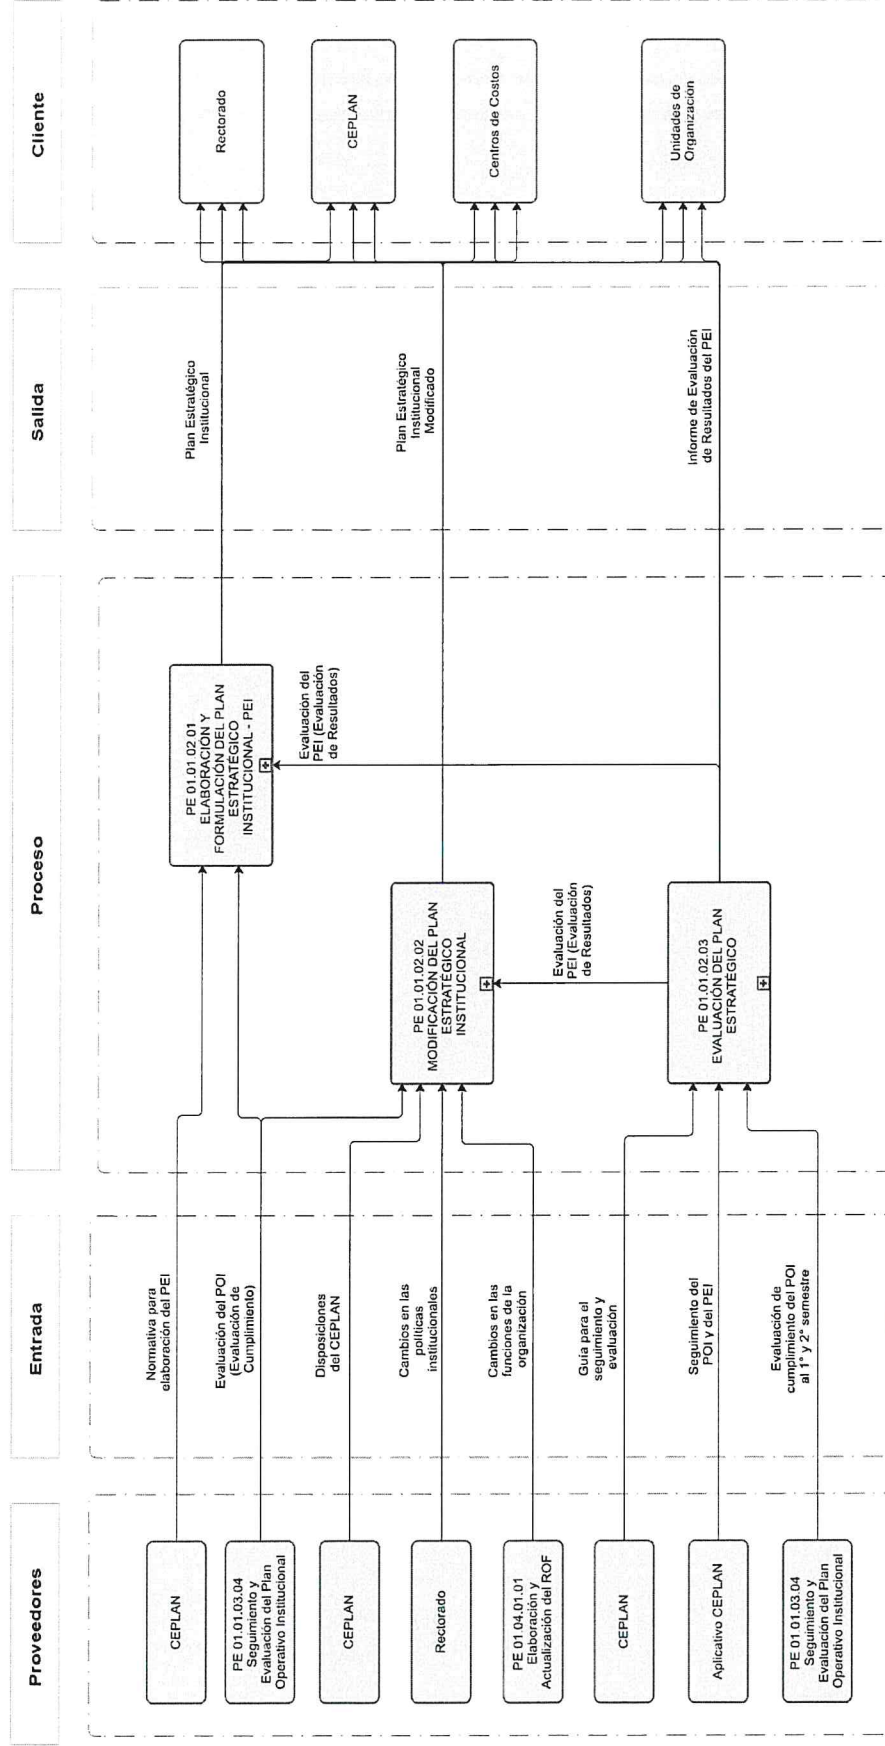 Proveedores
CEPLAN
PE 01.01.03.04
Seguimiento y
Evaluación del Plan
Operativo Institucional
CEPLAN
Rectorado
PE 01.04.01.01
Elaboración y
Actualización del ROF
CEPLAN
Aplicativo CEPLAN
PE 01 01.03.04
Seguimiento y
Evaluación del Plan
Operativo Institucional
Entrada
Normativa para
elaboración del PEI
Evaluación del POI
(Evaluación de
Cumplimiento)
Disposiciones
del CEPLAN
Cambios en las
políticas
institucionales
Cambios en las
funciones de la
organización
Guía para el
seguimiento y
evaluación
Seguimiento del
POI y del PEI
Evaluación de
cumplimiento del POI
al 1° y 2° semestre
Proceso
PE 01.01.02 01
ELABORACIÓN Y
FORMULACIÓN DEL PLAN
ESTRATÉGICO
INSTITUCIONAL - PEI
Evaluación del
PEI (Evaluación
de Resultados)
PE 01.01.02.02
MODIFICACIÓN DEL PLAN
ESTRATÉGICO
INSTITUCIONAL
Evaluación del
PEI (Evaluación
de Resultados)
PE 01.01.02.03
EVALUACIÓN DEL PLAN
ESTRATÉGICO
Salida
Plan Estratégico
Institucional
Plan Estratégico
Institucional
Modificado
Informe de Evaluación
de Resultados del PEI
Cliente
Rectorado
CEPLAN
Centros de Costos
Unidades de
Organización